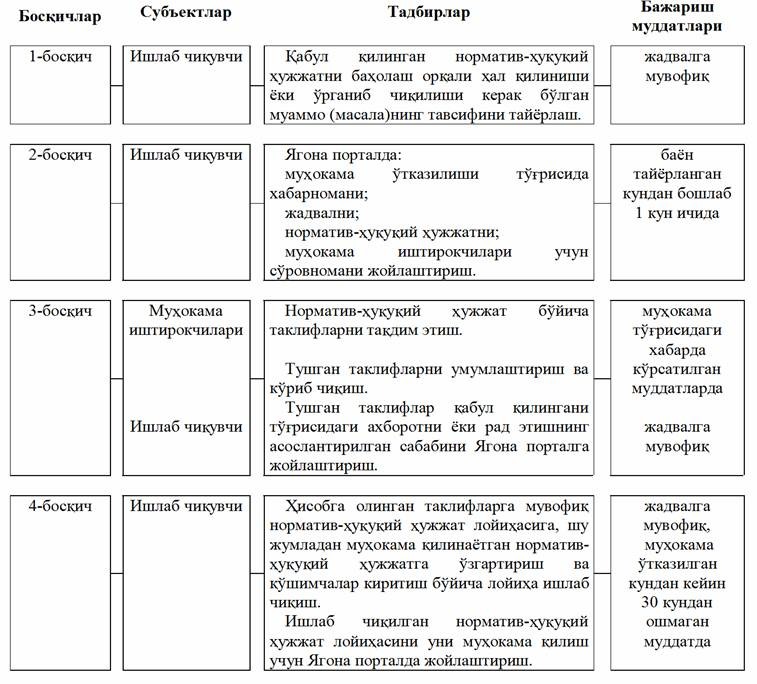 Босқичлар
Субъектлар
Тадбирлар
Бажариш
муддатлари
1-босқич
Ишлаб чиқувчи
Қабул қилинган норматив-ҳуқуқий
ҳужжатни баҳолаш орқали ҳал қилиниши
ёки ўрганиб чиқилиши керак бўлган
муаммо (масала)нинг тавсифини тайёрлаш.
жадвалга
мувофиқ
2-босқич
Ишлаб чиқувчи
Ягона порталда:
муҳокама ўтказилиши тўғрисида
хабарномани;
жадвални;
норматив-ҳуқуқий ҳужжатни;
муҳокама иштирокчилари учун
сўровномани жойлаштириш.
баён
тайёрланган
кундан бошлаб
1 кун ичида
3-босқич
Муҳокама
иштирокчилари
Ишлаб чиқувчи
Норматив-ҳуқуқий ҳужжат бўйича
таклифларни тақдим этиш.
Тушган таклифларни умумлаштириш ва
кўриб чиқиш.
Тушган таклифлар қабул қилингани
тўғрисидаги ахборотни ёки рад этишнинг
асослантирилган сабабини Ягона порталга
жойлаштириш.
муҳокама
тўғрисидаги
хабарда
кўрсатилган
муддатларда
жадвалга
мувофиқ
4-босқич
Ишлаб чиқувчи
Ҳисобга олинган таклифларга мувофиқ
норматив-ҳуқуқий ҳужжат лойиҳасига, шу
жумладан муҳокама қилинаётган норматив-
ҳуқуқий ҳужжатга ўзгартириш ва
қўшимчалар киритиш бўйича лойиҳа ишлаб
чиқиш.
Ишлаб чиқилган норматив-ҳуқуқий
ҳужжат лойиҳасини уни муҳокама қилиш
учун Ягона порталда жойлаштириш.
жадвалга
мувофиқ,
муҳокама
ўтказилган
кундан кейин
30 кундан
ошмаган
муддатда